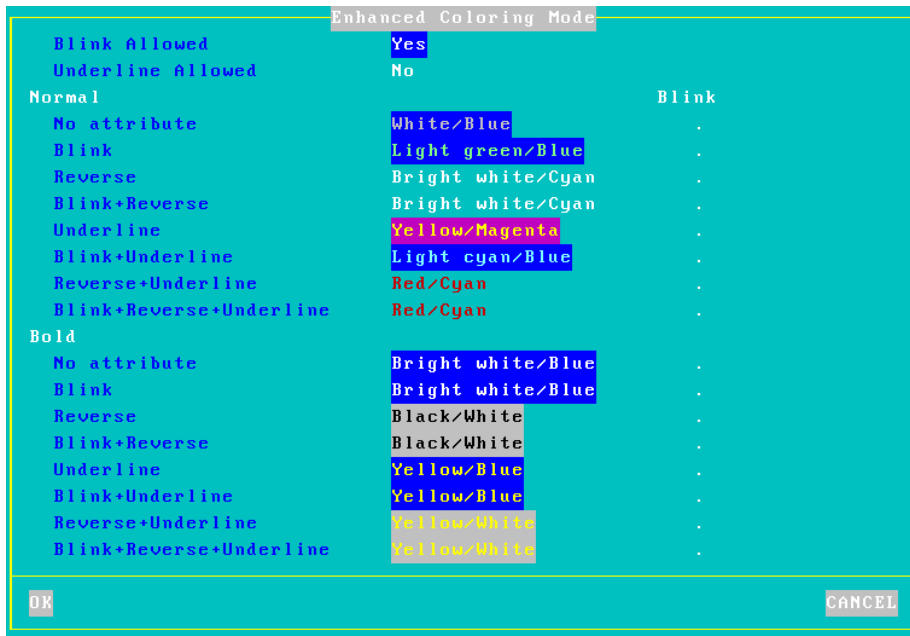 Enhanced Coloring Mode
Blink Allowed Yes
Underline Allowed No
Normal Blink
No attribute White/Blue .
Blink Light green/Blue .
Reverse Bright white/Cyan .
Blink+Reverse Bright white/Cyan .
Underline Yellow/Magenta .
Blink+Underline Light cyan/Blue .
Reverse+Underline Red/Cyan .
Blink+Reverse+Underline Red/Cyan .
Bold
No attribute Bright white/Blue .
Blink Bright white/Blue .
Reverse Black/White .
Blink+Reverse Black/White .
Underline Yellow/Blue .
Blink+Underline Yellow/Blue .
Reverse+Underline Yellow/White .
Blink+Reverse+Underline Yellow/White .
OK CANCEL